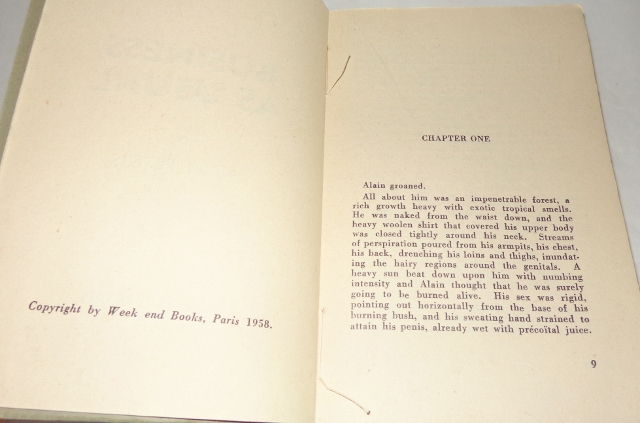 Copyright by Week end Books, Paris 1958.
CHAPTER ONE
Alain groaned.
All about him was an impenetrable forest, a
rich growth heavy with exotic tropical smells.
He was naked from the waist down, and the
heavy woolen shirt that covered his upper body
was closed tightly around his neck. Streams
of perspiration poured from his armpits, his chest,
his back, drenching his loins and thighs, inundat-
ing the hairy regions around the genitals. A
heavy sun beat down upon him with numbing
intensity and Alain thought that he was surely
going to be burned alive. His sex was rigid,
pointing out horizontally from the base of his
burning bush, and his sweating hand strained to
attain his penis, already wet with précoïtal juice.
9